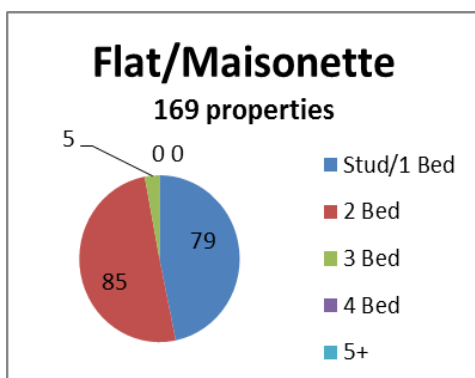 Flat/Maisonette
169 properties
5
0 0
79
85
Stud/1 Bed
2 Bed
3 Bed
4 Bed
5+